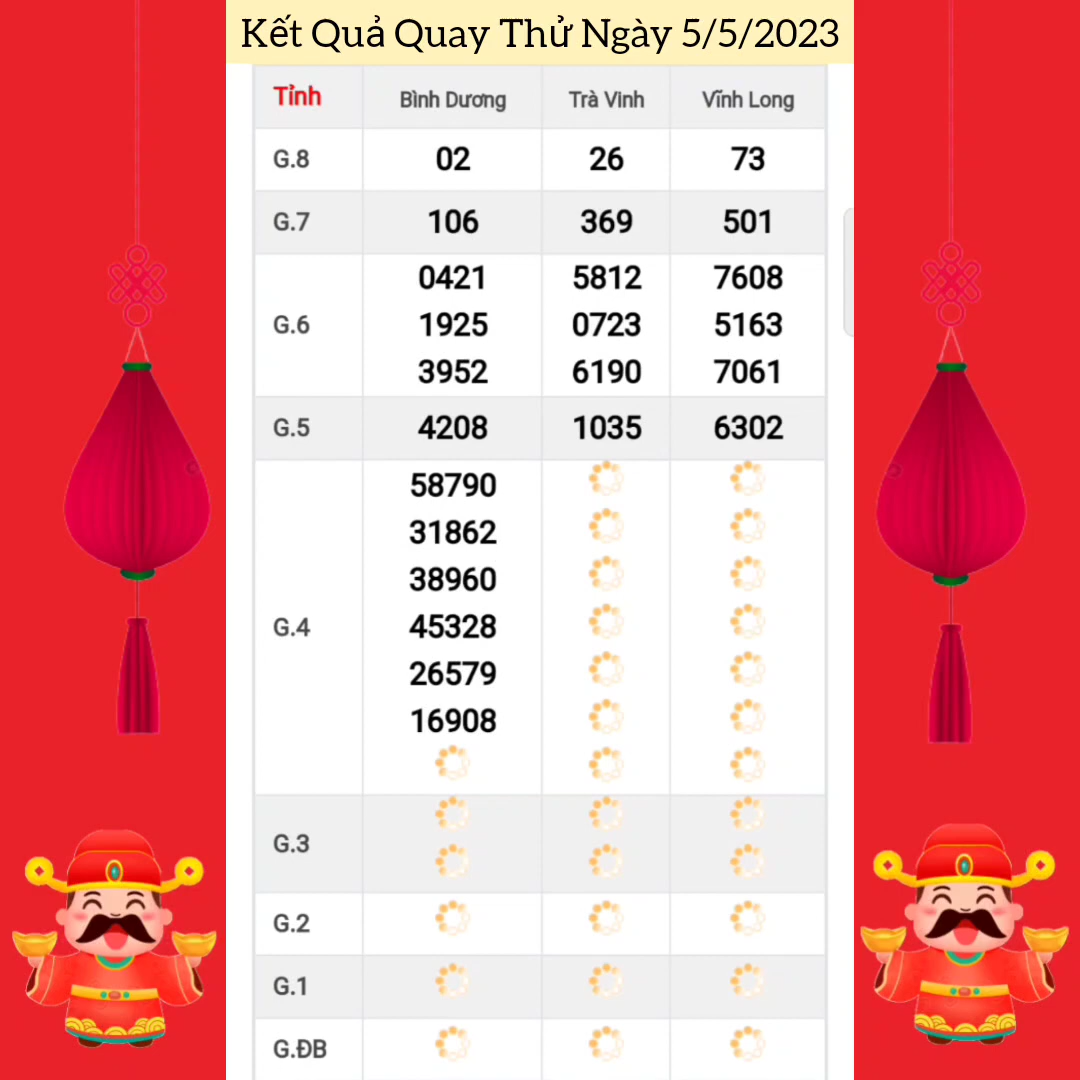 Kết Quả Quay Thử Ngày 5/5/2023
Tỉnh Bình Dương Trà Vinh Vĩnh Long
G.8 02 26 73
G.7 106 369 501
0421 5812 7608
G.6 1925 0723 5163
3952 6190 7061
G.5 4208 1035 6302
58790
31862
38960
G.4 45328
26579
16908
G.3
G.2
G.1
G.ĐB